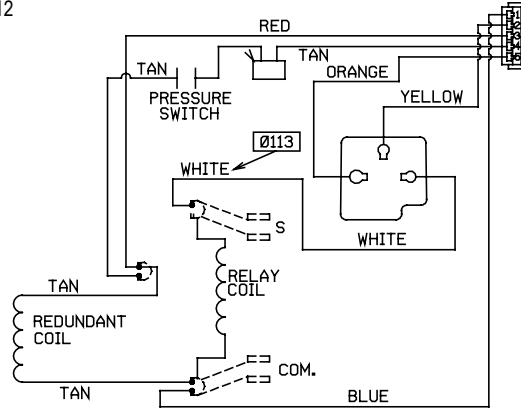 12
RED
1
2
3
4
5
TAN
TAN
ORANGE
PRESSURE
SWITCH
YELLOW
Ø113
WHITE
S
WHITE
RELAY
COIL
TAN
REDUNDANT
COIL
COM.
TAN
BLUE